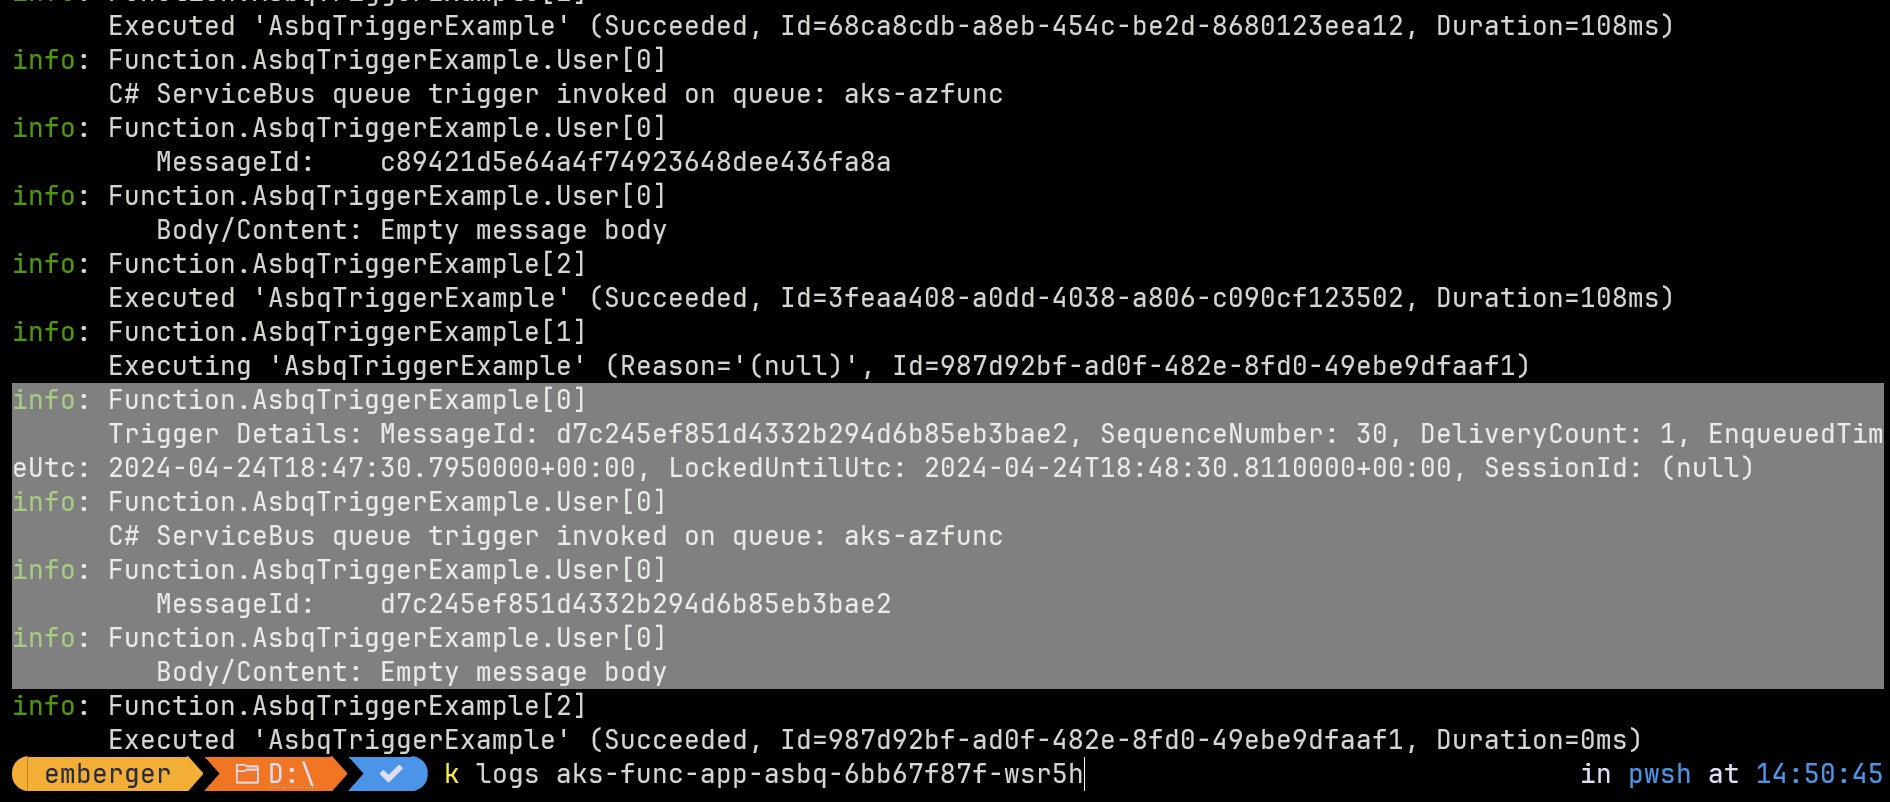 Executed 'AsbqTriggerExample' (Succeeded, Id=68ca8cdb-a8eb-454c-be2d-8680123eea12, Duration=108ms)
info: Function.AsbqTriggerExample.User[0]
C# ServiceBus queue trigger invoked on queue: aks-azfunc
info: Function.AsbqTriggerExample.User[0]
MessageId:    c89421d5e64a4f74923648dee436fa8a
info: Function.AsbqTriggerExample.User[0]
Body/Content: Empty message body
info: Function.AsbqTriggerExample[2]
Executed 'AsbqTriggerExample' (Succeeded, Id=3feaa408-a0dd-4038-a806-c090cf123502, Duration=108ms)
info: Function.AsbqTriggerExample[1]
Executing 'AsbqTriggerExample' (Reason='(null)', Id=987d92bf-ad0f-482e-8fd0-49ebe9dfaaf1)
info: Function.AsbqTriggerExample[0]
Trigger Details: MessageId: d7c245ef851d4332b294d6b85eb3bae2, SequenceNumber: 30, DeliveryCount: 1, EnqueuedTim
eUtc: 2024-04-24T18:47:30.7950000+00:00, LockedUntilUtc: 2024-04-24T18:48:30.8110000+00:00, SessionId: (null)
info: Function.AsbqTriggerExample.User[0]
C# ServiceBus queue trigger invoked on queue: aks-azfunc
info: Function.AsbqTriggerExample.User[0]
MessageId:    d7c245ef851d4332b294d6b85eb3bae2
info: Function.AsbqTriggerExample.User[0]
Body/Content: Empty message body
info: Function.AsbqTriggerExample[2]
Executed 'AsbqTriggerExample' (Succeeded, Id=987d92bf-ad0f-482e-8fd0-49ebe9dfaaf1, Duration=0ms)
emberger D:\ k logs aks-func-app-asbq-6bb67f87f-wsr5h in pwsh at 14:50:45